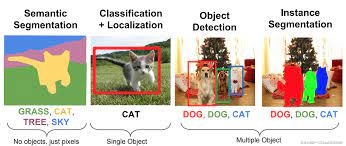 Semantic
Segmentation
Classification
+ Localization
Object
Detection
Instance
Segmentation
GRASS, CAT,
TREE, SKY
CAT
DOG, DOG, CAT
DOG, DOG, CAT
No objects, just pixels
Single Object
Multiple Object